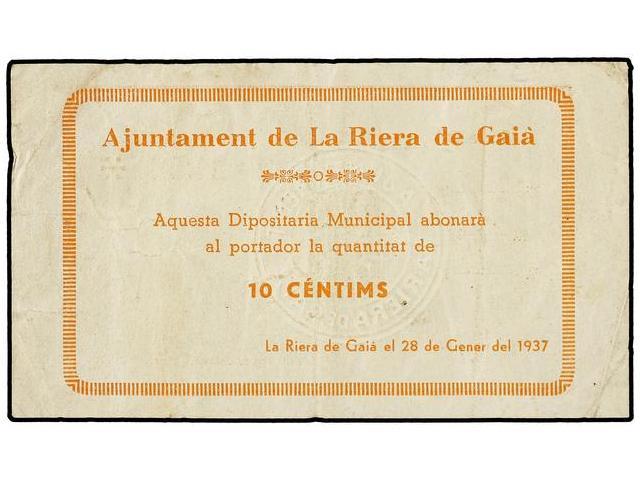 Ajuntament de La Riera de Gaià
Aquesta Dipositaria Municipal abonarà
al portador la quantitat de
10 CÉNTIMS
La Riera de Gaià el 28 de Gener del 1937